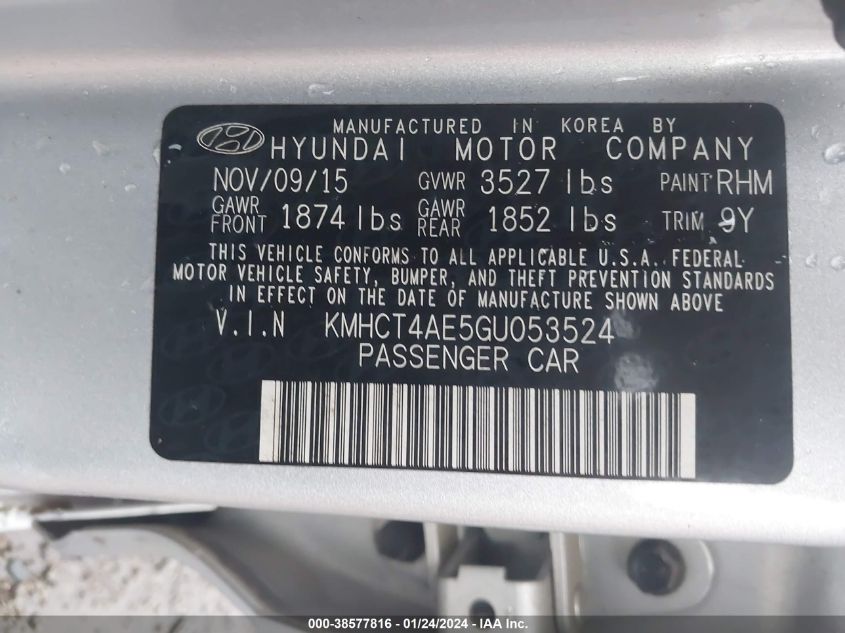 MANUFACTURED IN KOREA BY
HYUNDAI MOTOR COMPANY
NOV/09/15 GVWR 3527 lbs PAINT RHM
GAWR FRONT 1874 lbs GAWR REAR 1852 lbs TRIM 9Y
THIS VEHICLE CONFORMS TO ALL APPLICABLE U.S.A. FEDERAL
MOTOR VEHICLE SAFETY, BUMPER, AND THEFT PREVENTION STANDARDS
IN EFFECT ON THE DATE OF MANUFACTURE SHOWN ABOVE
V.I.N KMHCT4AE5GU053524
PASSENGER CAR
000-38577816 - 01/24/2024 - IAAI.com.